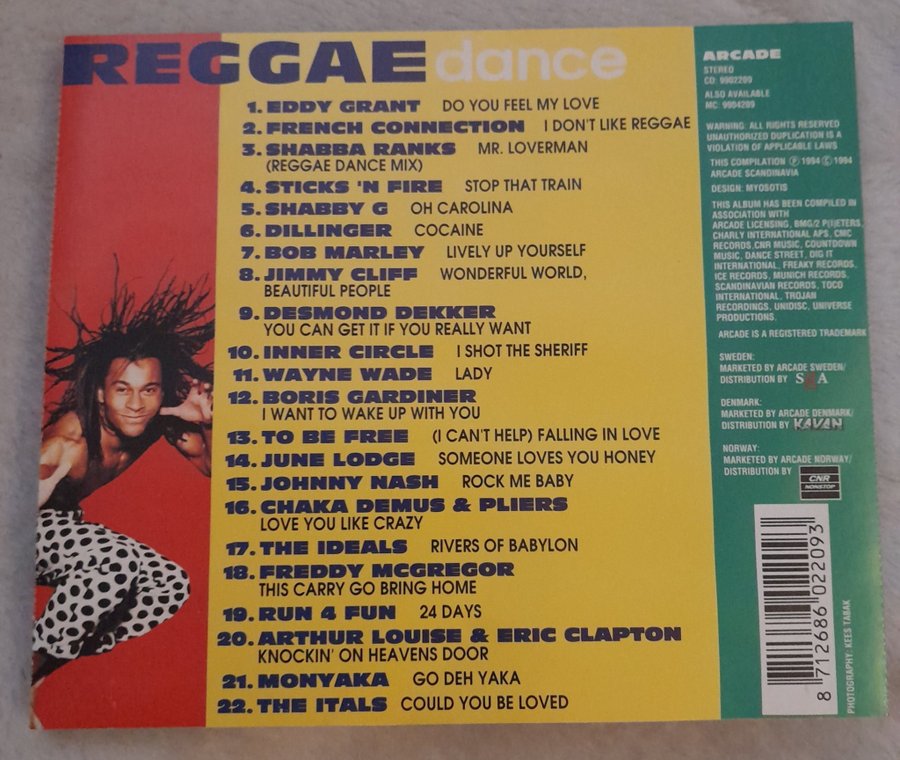 REGGAE dance
1. EDDY GRANT DO YOU FEEL MY LOVE
2. FRENCH CONNECTION I DON'T LIKE REGGAE
3. SHABBA RANKS MR. LOVERMAN
(REGGAE DANCE MIX)
4. STICKS 'N FIRE STOP THAT TRAIN
5. SHABBY G OH CAROLINA
6. DILLINGER COCAINE
7. BOB MARLEY LIVELY UP YOURSELF
8. JIMMY CLIFF WONDERFUL WORLD,
BEAUTIFUL PEOPLE
9. DESMOND DEKKER
YOU CAN GET IT IF YOU REALLY WANT
10. INNER CIRCLE I SHOT THE SHERIFF
11. WAYNE WADE LADY
12. BORIS GARDINER
I WANT TO WAKE UP WITH YOU
13. TO BE FREE (I CAN'T HELP) FALLING IN LOVE
14. JUNE LODGE SOMEONE LOVES YOU HONEY
15. JOHNNY NASH ROCK ME BABY
16. CHAKA DEMUS & PLIERS
LOVE YOU LIKE CRAZY
17. THE IDEALS RIVERS OF BABYLON
18. FREDDY MCGREGOR
THIS CARRY GO BRING HOME
19. RUN 4 FUN 24 DAYS
20. ARTHUR LOUISE & ERIC CLAPTON
KNOCKIN' ON HEAVENS DOOR
21. MONYAKA GO DEH YAKA
22. THE ITALS COULD YOU BE LOVED
ARCADE
STEREO
CD: 9902209
ALSO AVAILABLE
MC: 9904209
WARNING: ALL RIGHTS RESERVED
UNAUTHORIZED DUPLICATION IS A
VIOLATION OF APPLICABLE LAWS
THIS COMPILATION Ⓟ 1994 Ⓒ 1994
ARCADE SCANDINAVIA
DESIGN: MYOSOTIS
THIS ALBUM HAS BEEN COMPILED IN
ASSOCIATION WITH
ARCADE LICENSING, BMG/2 P(I)ETERS,
CHARLY INTERNATIONAL APS, CMC
RECORDS,CNR MUSIC, COUNTDOWN
MUSIC, DANCE STREET, DIG IT
INTERNATIONAL, FREAKY RECORDS,
ICE RECORDS, MUNICH RECORDS,
SCANDINAVIAN RECORDS, TOCO
INTERNATIONAL, TROJAN
RECORDINGS, UNIDISC, UNIVERSE
PRODUCTIONS.
ARCADE IS A REGISTERED TRADEMARK
SWEDEN:
MARKETED BY ARCADE SWEDEN/
DISTRIBUTION BY
DENMARK:
MARKETED BY ARCADE DENMARK/
DISTRIBUTION BY KAVAN
NORWAY:
MARKETED BY ARCADE NORWAY/
DISTRIBUTION BY CNR
NONSTOP
8 712686 022093
PHOTOGRAPHY: KEES TABAK